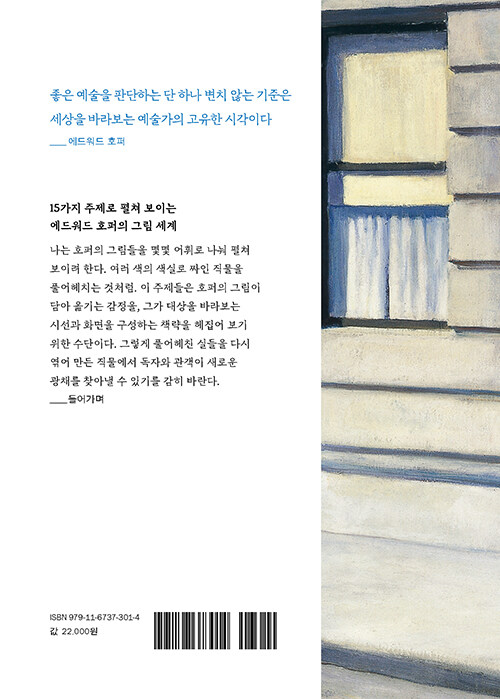 좋은 예술을 판단하는 단 하나 변치 않는 기준은
세상을 바라보는 예술가의 고유한 시각이다
___에드워드 호퍼
15가지 주제로 펼쳐 보이는
에드워드 호퍼의 그림 세계
나는 호퍼의 그림들을 몇몇 어휘로 나눠 펼쳐
보이려 한다. 여러 색의 색실로 짜인 직물을
풀어헤치는 것처럼. 이 주제들은 호퍼의 그림이
담아 옮기는 감정을, 그가 대상을 바라보는
시선과 화면을 구성하는 책략을 헤집어 보기
위한 수단이다. 그렇게 풀어헤친 실들을 다시
엮어 만든 직물에서 독자와 관객이 새로운
광채를 찾아낼 수 있기를 감히 바란다.
___들어가며
ISBN 979-11-6737-301-4
값 22,000원